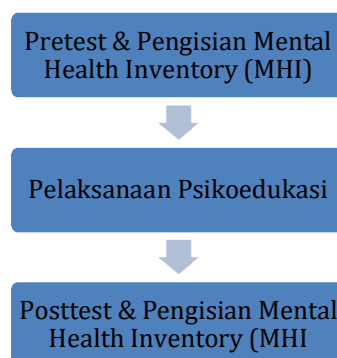 Pretest & Pengisian Mental
Health Inventory (MHI)
Pelaksanaan Psikoedukasi
Posttest & Pengisian Mental
Health Inventory (MHI